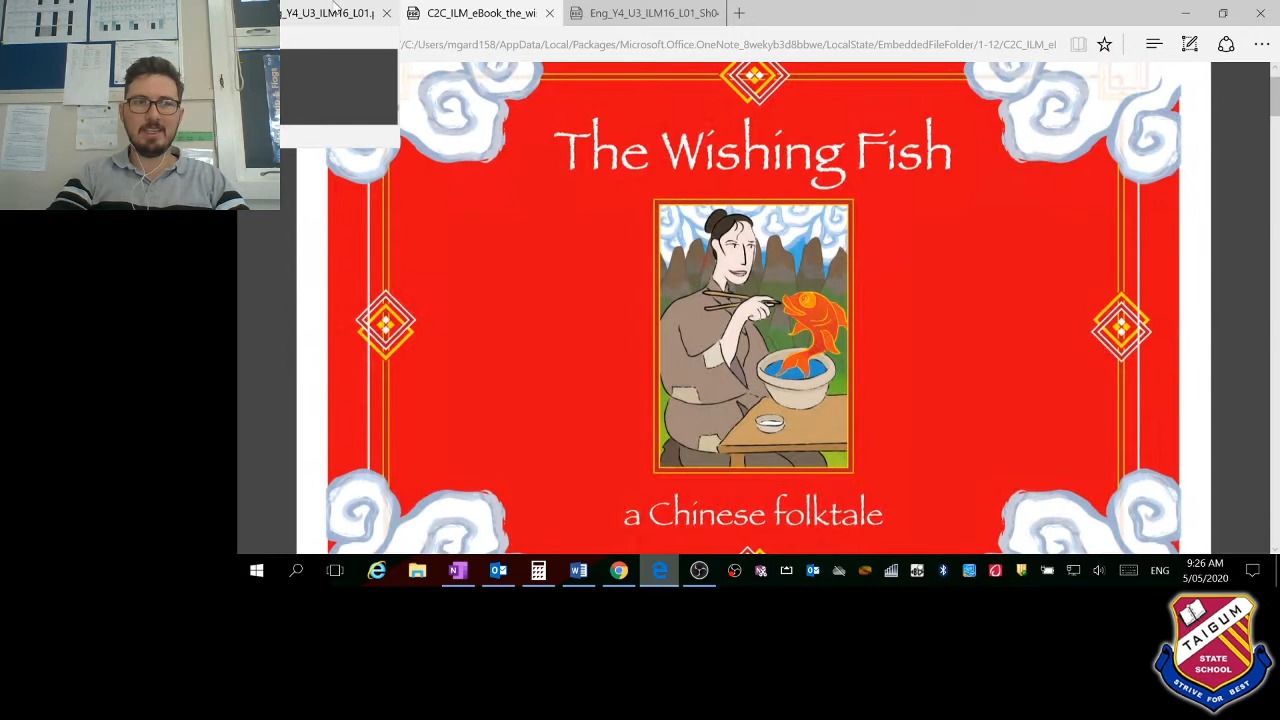 _Y4_U3_ILM16_L01.p
C2C_ILM_eBook_the_wi
Eng_Y4_U3_ILM16_L01_Sh0
/C:/Users/mgard158/AppData/Local/Packages/Microsoft.Office.OneNote_8wekyb3d8bbwe/LocalState/EmbeddedFileFolder/1-12/C2C_ILM_eI
The Wishing Fish
a Chinese folktale
ENG
9:26 AM
5/05/2020
TAIGUM
STATE
SCHOOL
STRIVE FOR BEST